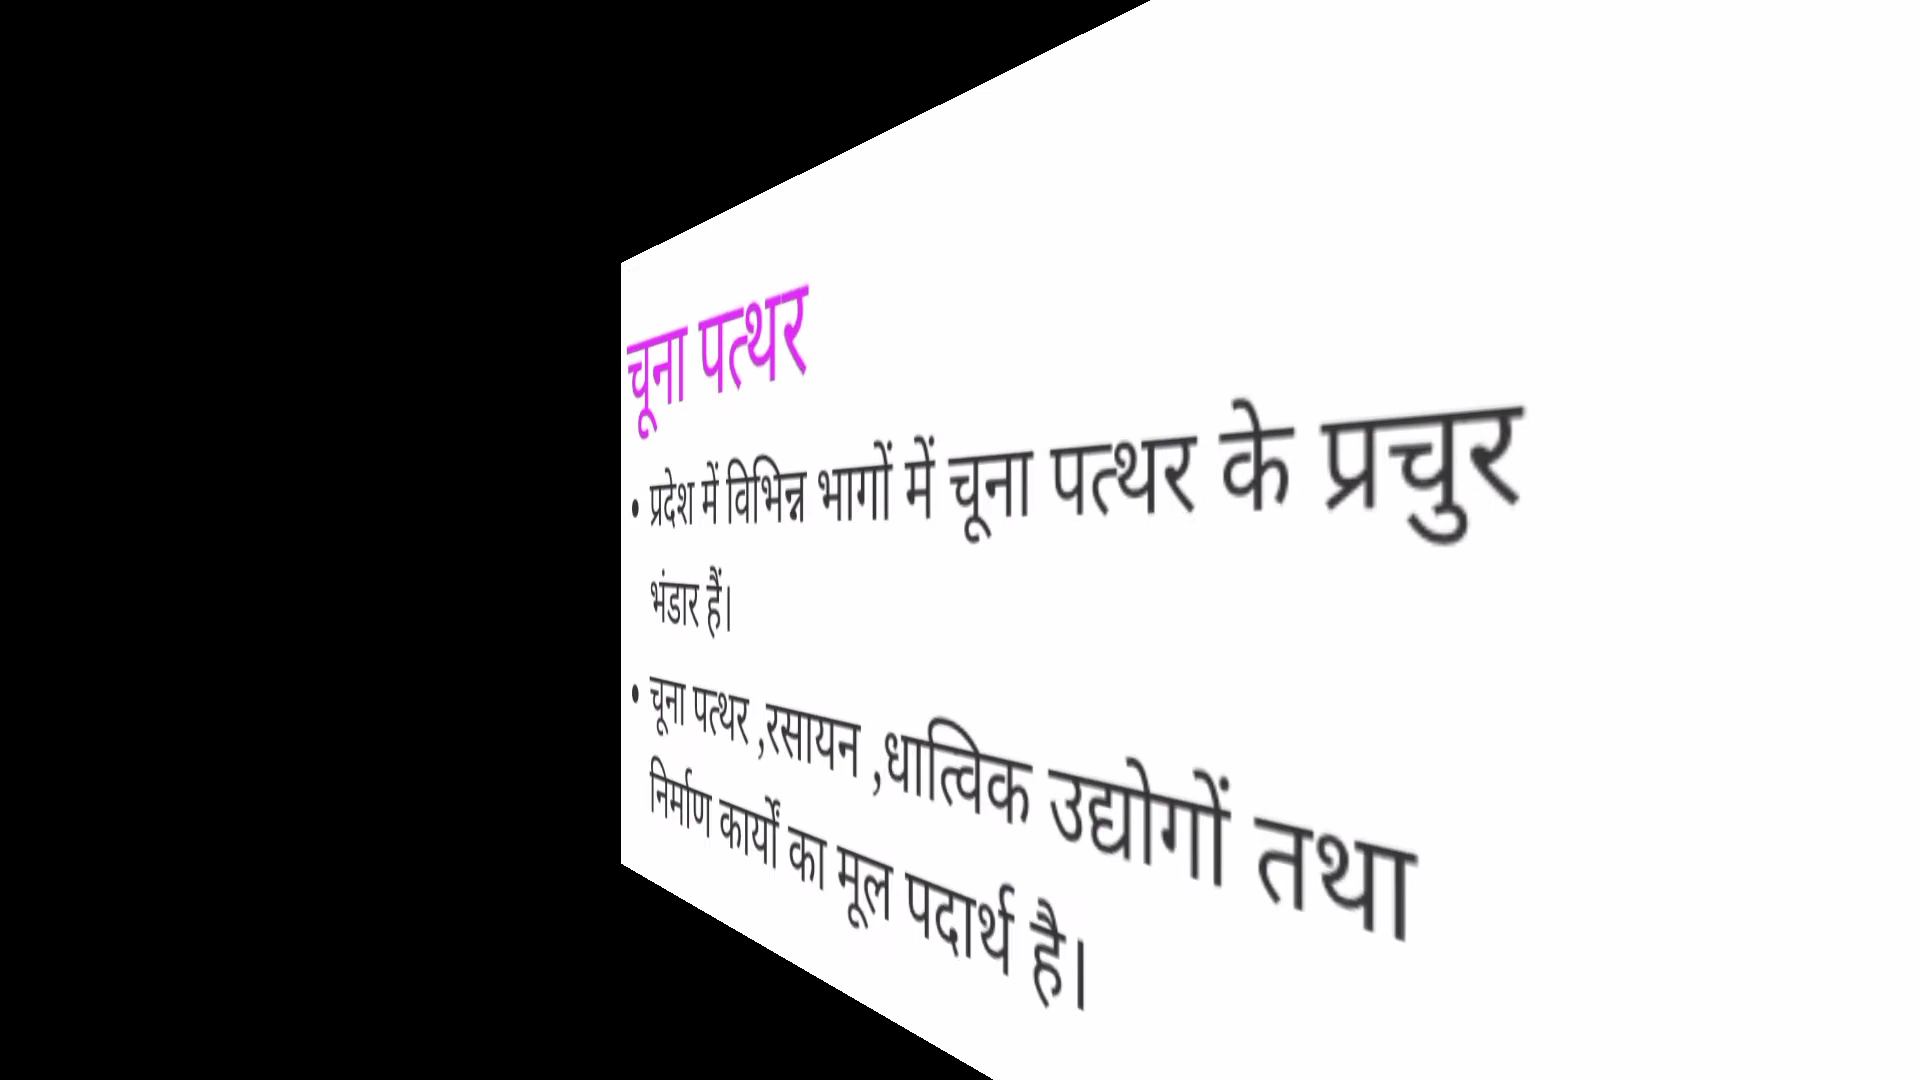 चूना पत्थर
• प्रदेश में विभिन्न भागों में चूना पत्थर के प्रचुर
भंडार हैं।
• चूना पत्थर ,रसायन ,धात्विक उद्योगों तथा
निर्माण कार्यों का मूल पदार्थ है।